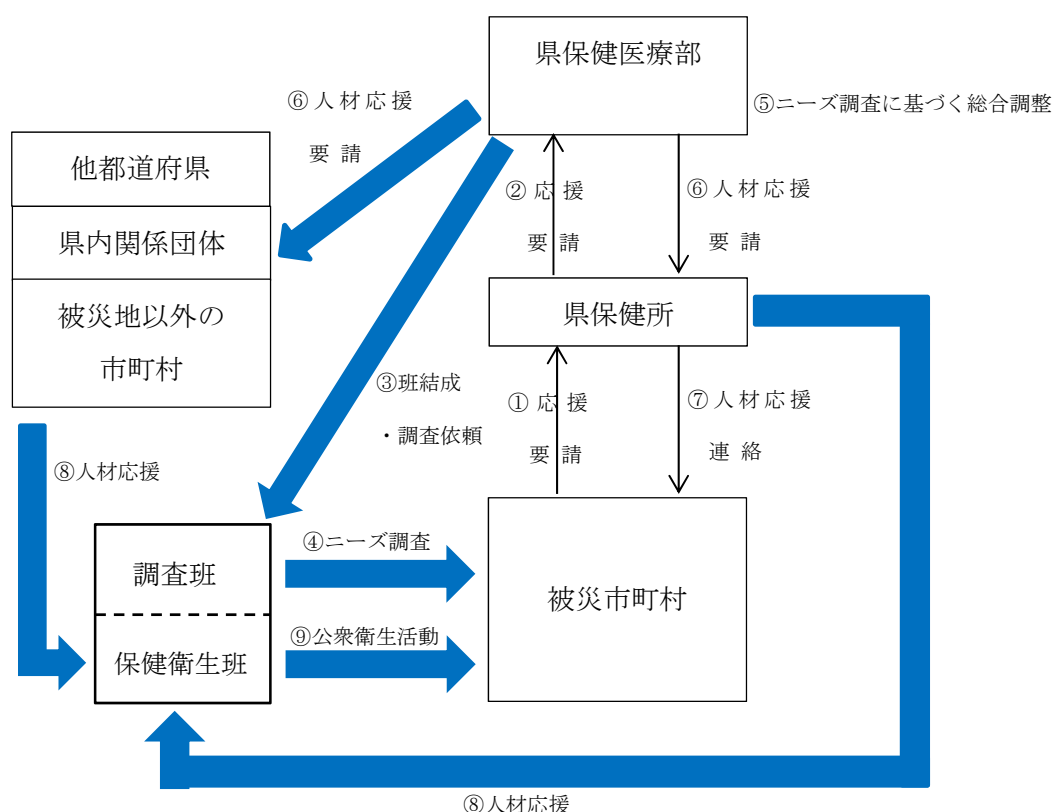 県保健医療部
⑤ニーズ調査に基づく総合調整
⑥人材応援
要請
他都道府県
県内関係団体
被災地以外の
市町村
②応援
要請
⑥人材応援
要請
県保健所
③班結成
・調査依頼
①応援
要請
⑦人材応援
連絡
⑧人材応援
調査班
保健衛生班
④ニーズ調査
⑨公衆衛生活動
被災市町村
⑧人材応援